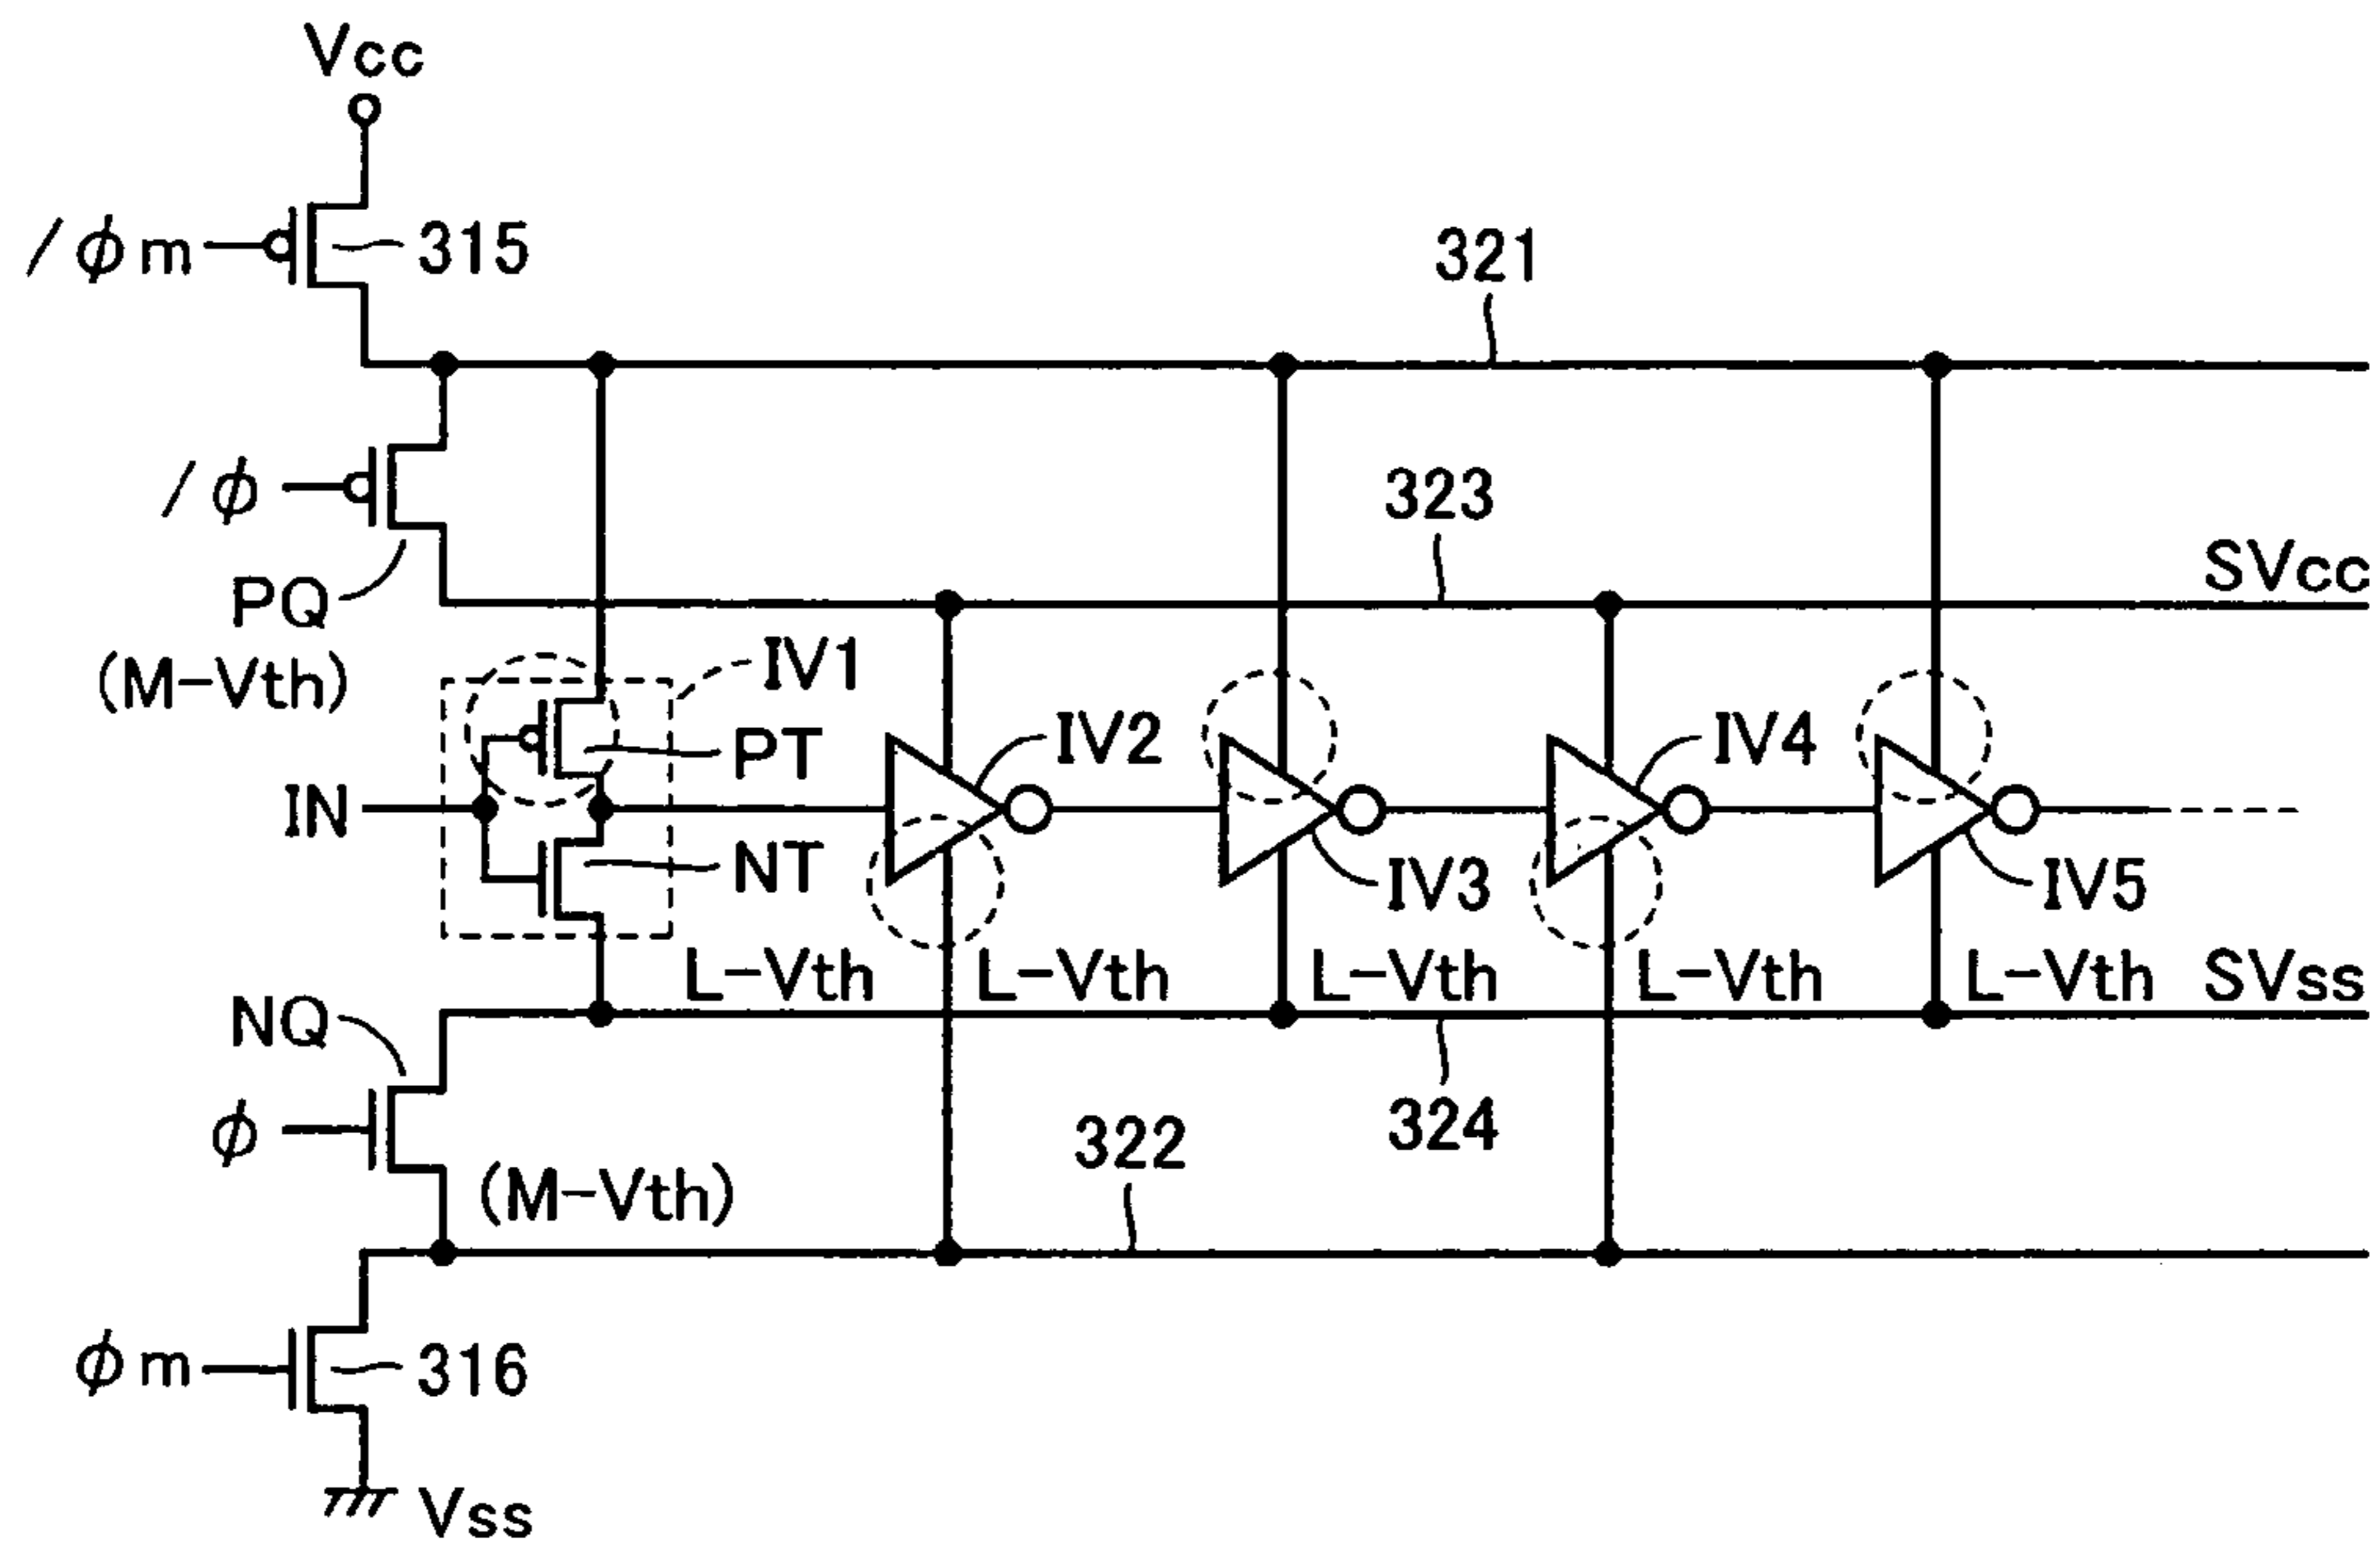 Vcc
/φm
315
321
/φ
323
SVcc
PQ
(M-Vth)
IV1
PT
IV2
IV4
IN
NT
IV3
IV5
L-Vth
L-Vth
L-Vth
L-Vth
L-Vth
SVss
NQ
φ
324
322
(M-Vth)
φm
316
Vss